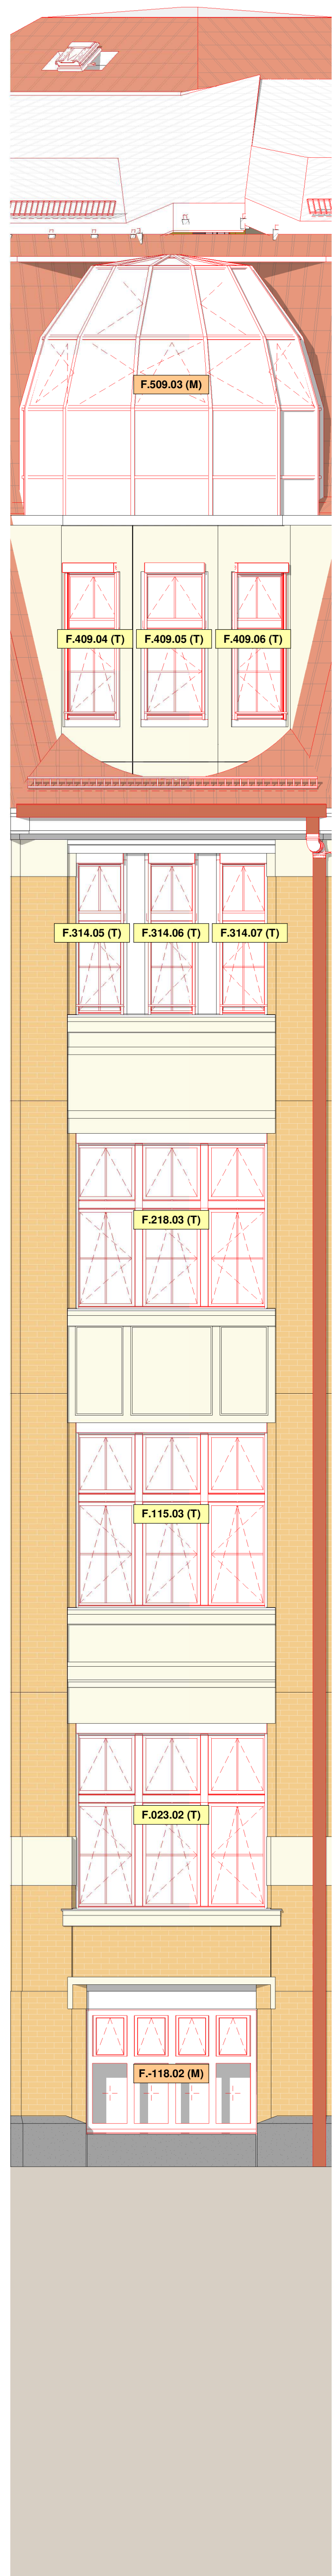 F.509.03 (M)
F.409.04 (T)
F.409.05 (T)
F.409.06 (T)
F.314.05 (T)
F.314.06 (T)
F.314.07 (T)
F.218.03 (T)
F.115.03 (T)
F.023.02 (T)
F.-118.02 (M)